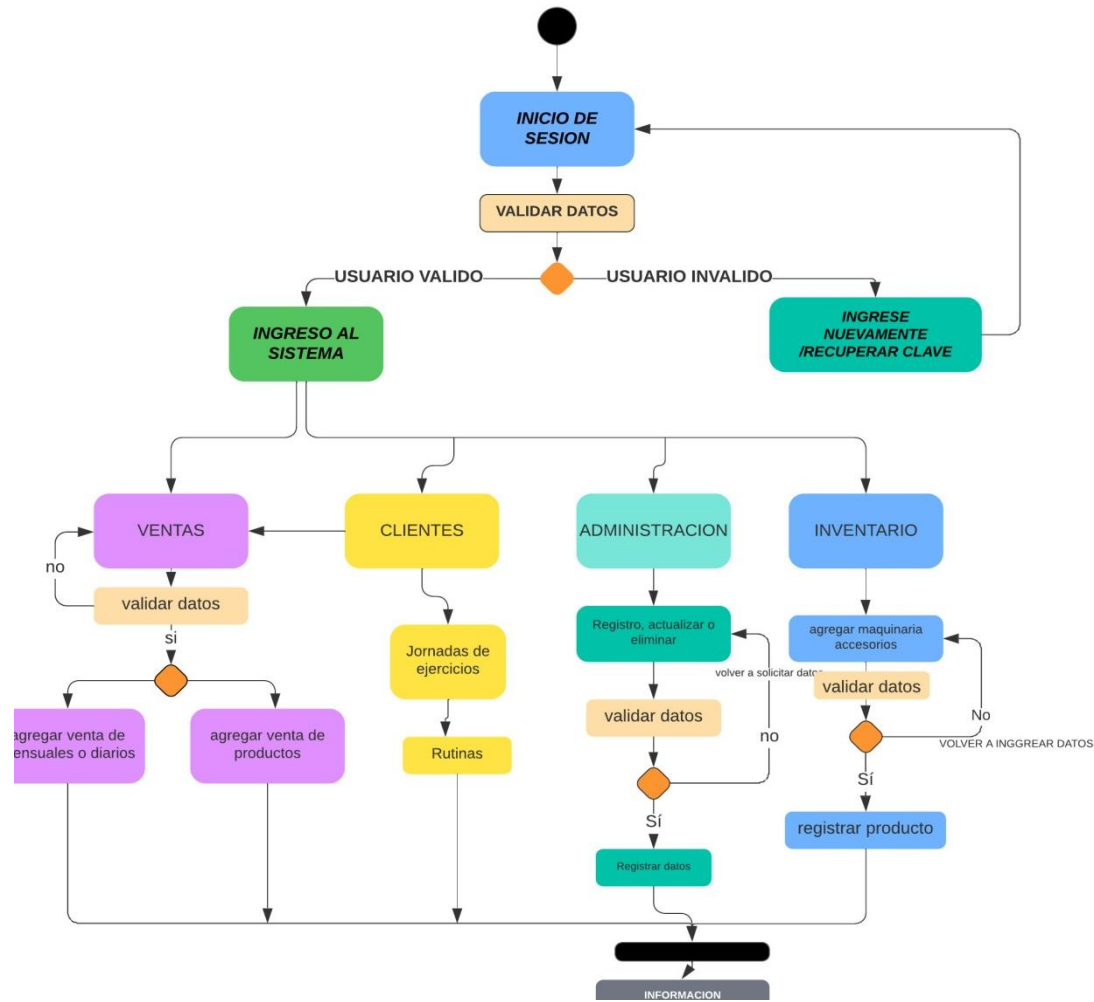 INICIO DE
SESION
VALIDAR DATOS
USUARIO VALIDO
USUARIO INVALIDO
INGRESO AL
SISTEMA
INGRESE
NUEVAMENTE
/RECUPERAR CLAVE
VENTAS
CLIENTES
ADMINISTRACION
INVENTARIO
no
validar datos
si
agregar venta de
productos
Jornadas de
ejercicios
Rutinas
Registro, actualizar o
eliminar
volver a solicitar datos
validar datos
no
Sí
Registrar datos
agregar maquinaria
accesorios
validar datos
No
VOLVER A INGGREAR DATOS
Sí
registrar producto
agregar venta de
o diarios
INFORMACION